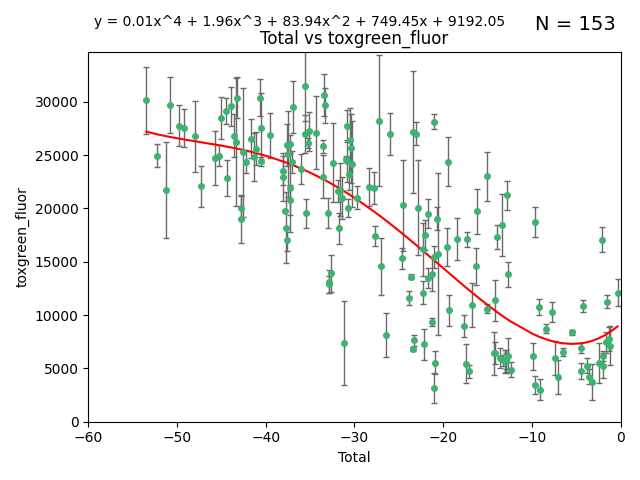 y = 0.01x^4 + 1.96x^3 + 83.94x^2 + 749.45x + 9192.05 N = 153
Total vs toxgreen_fluor
toxgreen_fluor
30000
25000
20000
15000
10000
5000
0
−60 −50 −40 −30 −20 −10 0
Total